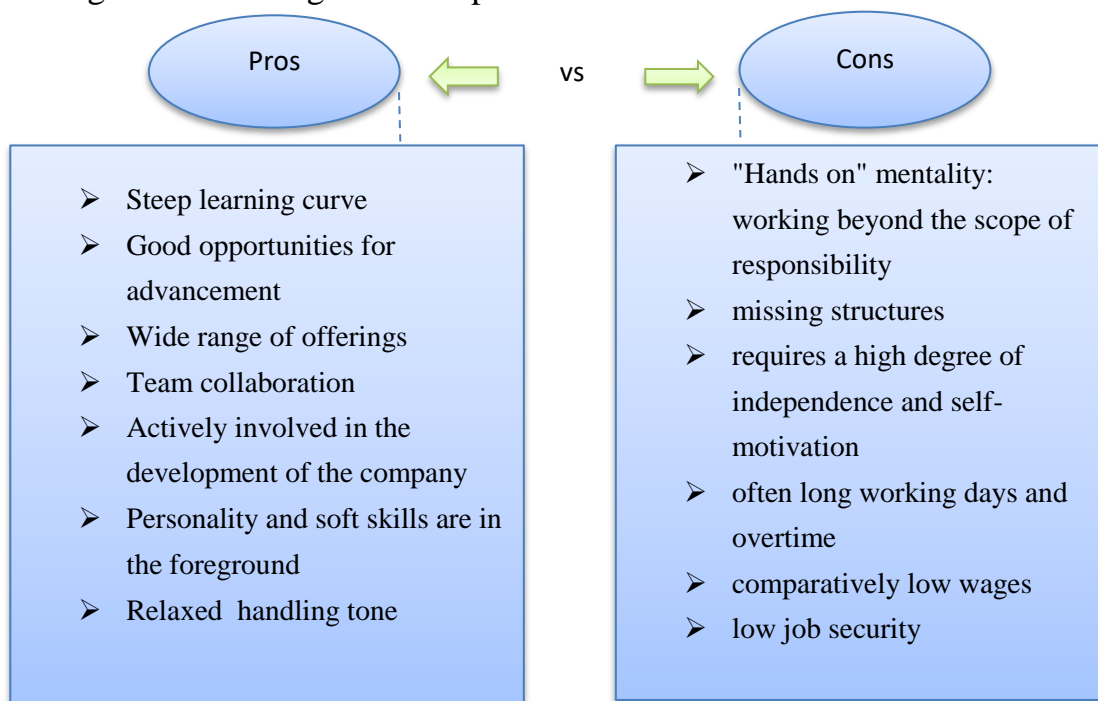 Pros
vs
Cons
➢ Steep learning curve
➢ Good opportunities for
advancement
➢ Wide range of offerings
➢ Team collaboration
➢ Actively involved in the
development of the company
➢ Personality and soft skills are in
the foreground
➢ Relaxed handling tone
➢ "Hands on" mentality:
working beyond the scope of
responsibility
➢ missing structures
➢ requires a high degree of
independence and self-
motivation
➢ often long working days and
overtime
➢ comparatively low wages
➢ low job security